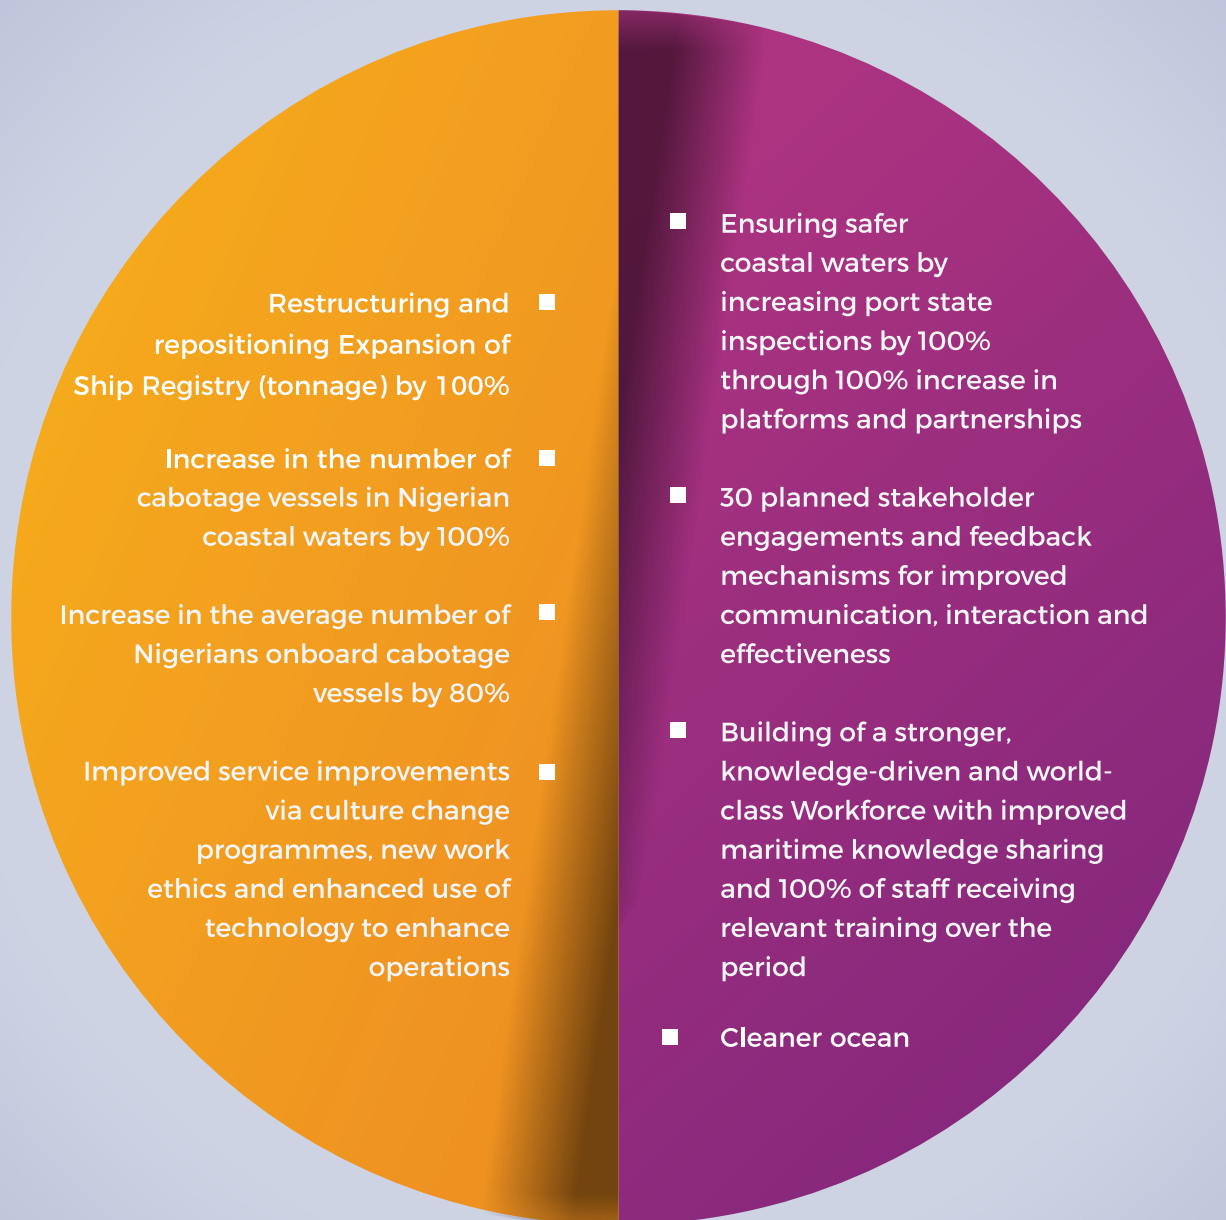 Restructuring and
repositioning Expansion of
Ship Registry (tonnage) by 100%
Increase in the number of
cabotage vessels in Nigerian
coastal waters by 100%
Increase in the average number of
Nigerians onboard cabotage
vessels by 80%
Improved service improvements
via culture change
programmes, new work
ethics and enhanced use of
technology to enhance
operations
Ensuring safer
coastal waters by
increasing port state
inspections by 100%
through 100% increase in
platforms and partnerships
30 planned stakeholder
engagements and feedback
mechanisms for improved
communication, interaction and
effectiveness
Building of a stronger,
knowledge-driven and world-
class Workforce with improved
maritime knowledge sharing
and 100% of staff receiving
relevant training over the
period
Cleaner ocean